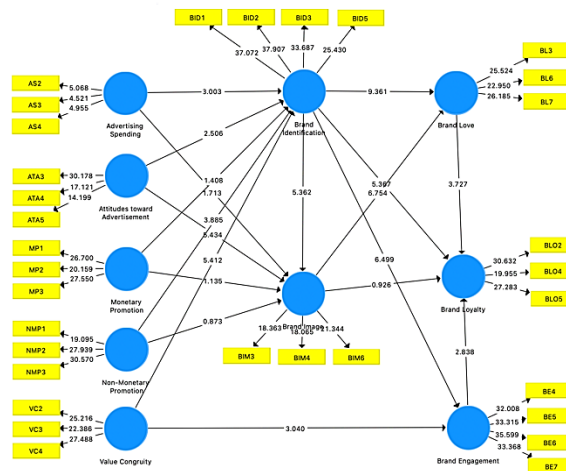 BID1
BID2
BID3
BID5
37.072
37.907
33.687
25.430
AS2
AS3
AS4
5.068
4.521
4.955
Advertising
Spending
3.003
Brand
Identification
9.361
Brand Love
25.524
22.950
26.185
BL3
BL6
BL7
2.506
1.408
1.713
3.885
5.434
5.412
5.362
6.754
6.499
3.727
ATA3
ATA4
ATA5
30.178
17.121
14.199
Attitudes toward
Advertisement
MP1
MP2
MP3
26.700
20.159
27.550
Monetary
Promotion
1.135
0.873
Brand Image
0.926
Brand Loyalty
30.632
19.955
27.283
BLO2
BLO4
BLO5
18.363
18.065
21.344
BIM3
BIM4
BIM6
NMP1
NMP2
NMP3
19.095
27.939
30.570
Non-Monetary
Promotion
2.838
VC2
VC3
VC4
25.216
22.386
27.488
Value Congruity
3.040
Brand Engagement
32.008
33.315
35.599
33.368
BE4
BE5
BE6
BE7